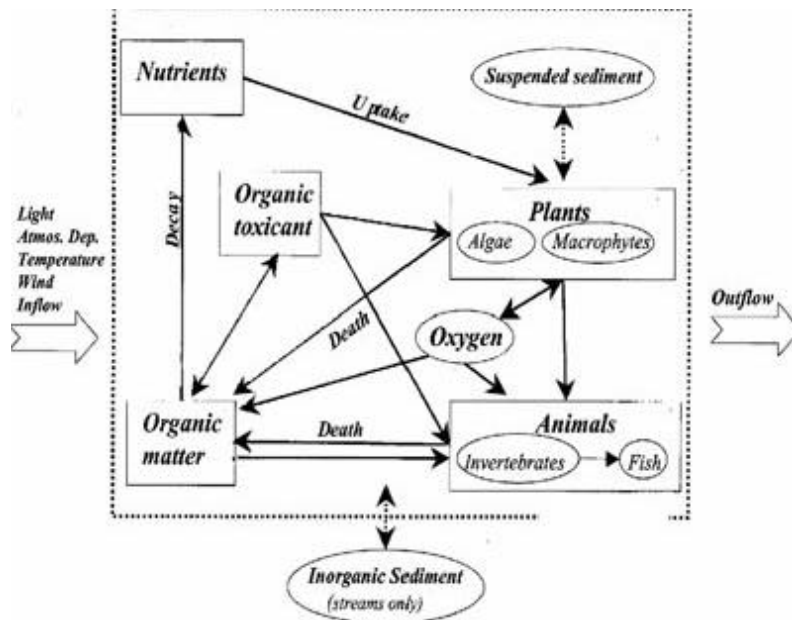 Nutrients
Suspended sediment
Uptake
Organic
toxicant
Decay
Plants
Algae
Macrophytes
Light
Atmos. Dep.
Temperature
Wind
Inflow
Outflow
Death
Oxygen
Organic
matter
Death
Animals
Invertebrates
Fish
Inorganic Sediment
(streams only)